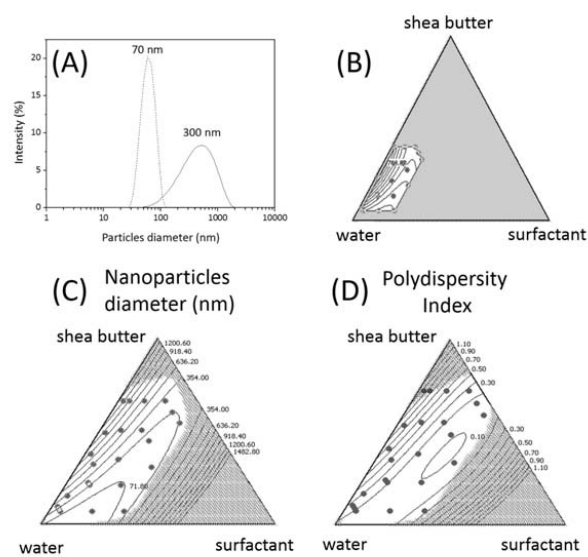 (A)
70 nm
300 nm
Intensity (%)
20
15
10
5
0
1
10
100
1000
10000
Particles diameter (nm)
(B)
shea butter
water
surfactant
(C)
Nanoparticles
diameter (nm)
shea butter
1200.60
918.40
636.20
354.00
354.00
636.20
918.40
1200.60
1482.80
71.80
water
surfactant
(D)
Polydispersity
Index
shea butter
1.10
0.90
0.70
0.50
0.30
0.10
0.30
0.50
0.70
0.90
1.10
water
surfactant